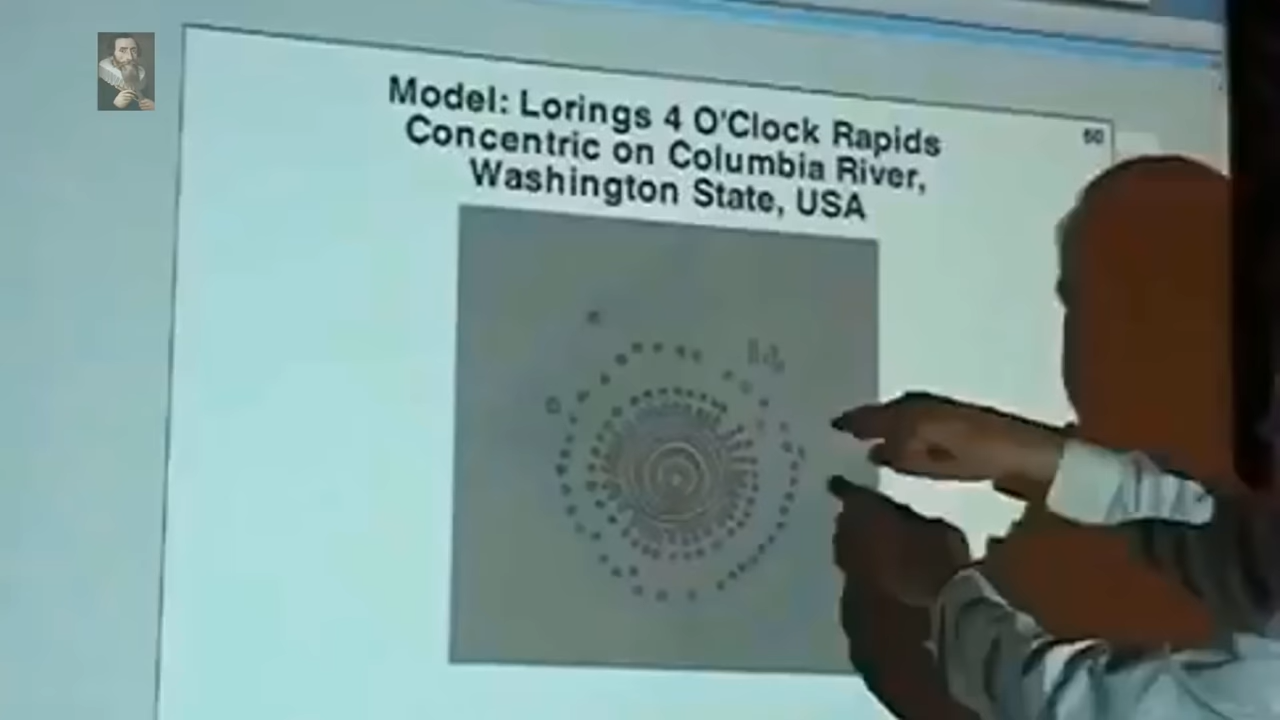 Model: Lorings 4 O'Clock Rapids
60
Concentric on Columbia River,
Washington State, USA